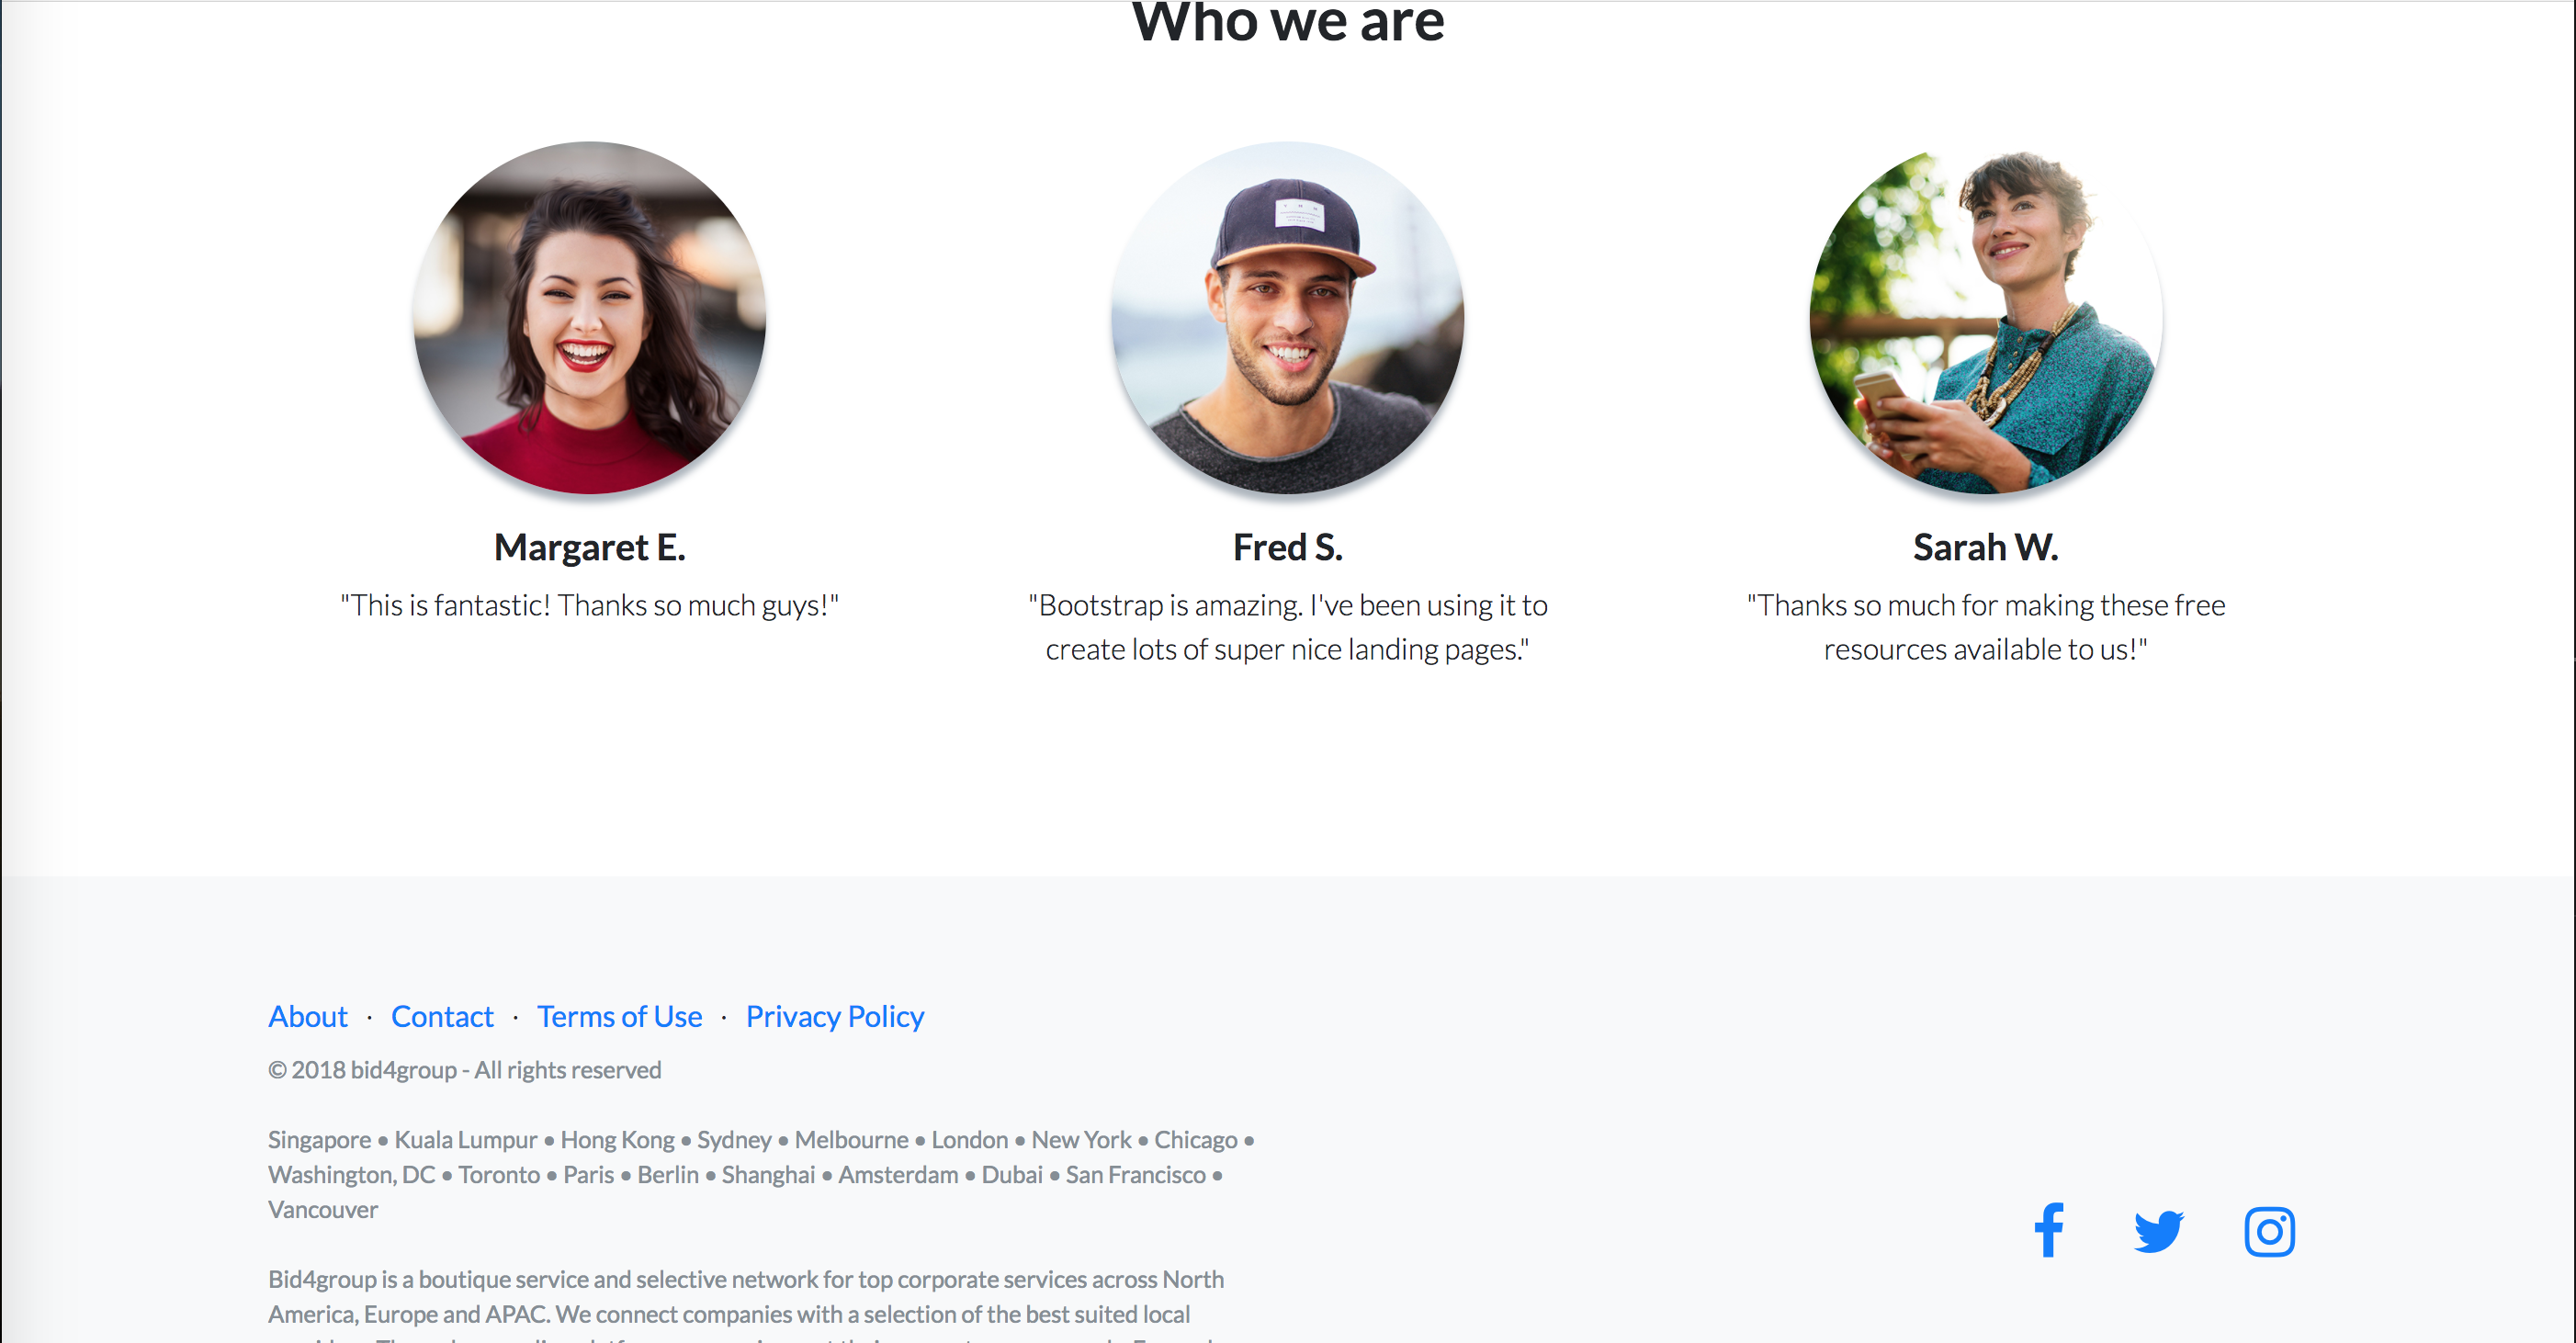 Who we are
Margaret E.
"This is fantastic! Thanks so much guys!"
Fred S.
"Bootstrap is amazing. I've been using it to
create lots of super nice landing pages."
Sarah W.
"Thanks so much for making these free
resources available to us!"
About · Contact · Terms of Use · Privacy Policy
© 2018 bid4group - All rights reserved
Singapore • Kuala Lumpur • Hong Kong • Sydney • Melbourne • London • New York • Chicago •
Washington, DC • Toronto • Paris • Berlin • Shanghai • Amsterdam • Dubai • San Francisco •
Vancouver
Bid4group is a boutique service and selective network for top corporate services across North
America, Europe and APAC. We connect companies with a selection of the best suited local